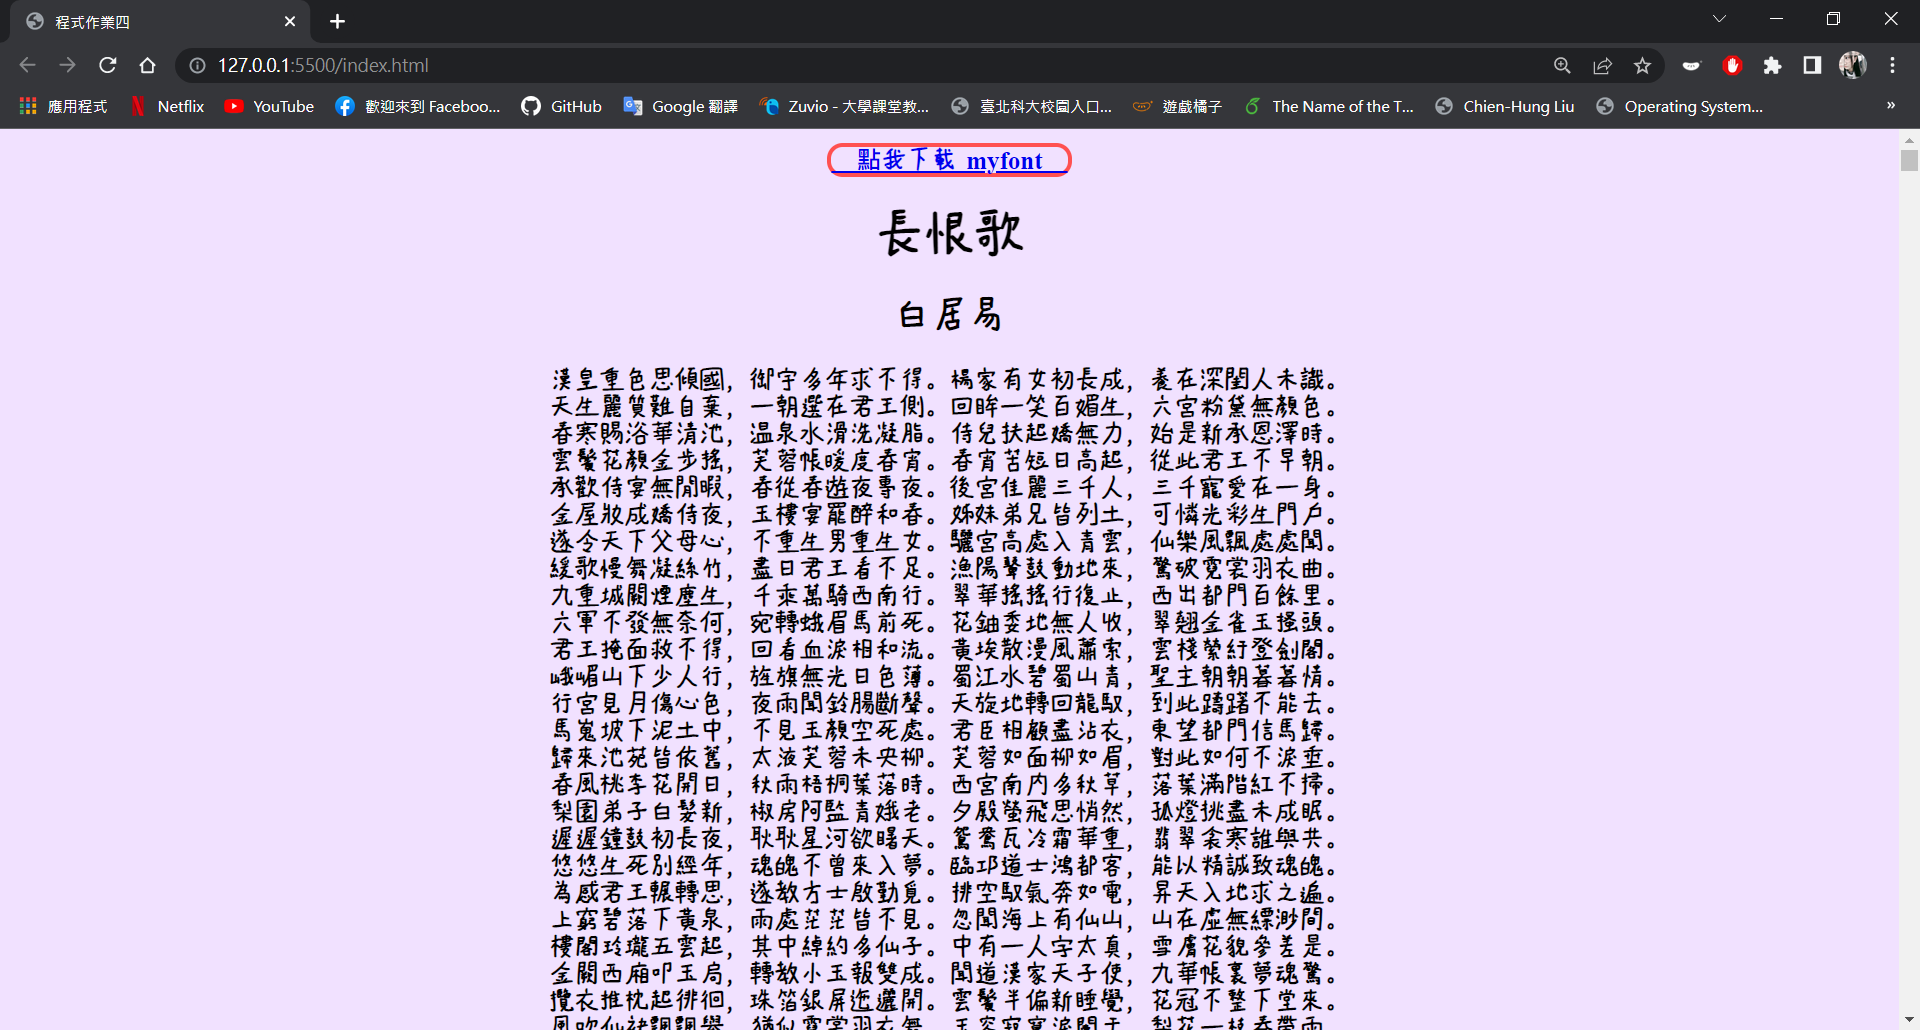 程式作業四
127.0.0.1:5500/index.html
應用程式 Netflix YouTube 歡迎來到 Faceboo... GitHub Google 翻譯 Zuvio - 大學課堂教... 臺北科大校園入口... 遊戲橘子 The Name of the T... Chien-Hung Liu Operating System... »
點我下載 myfont
長恨歌
白居易
漢皇重色思傾國，御宇多年求不得。楊家有女初長成，養在深閨人未識。
天生麗質難自棄，一朝選在君王側。回眸一笑百媚生，六宮粉黛無顏色。
春寒賜浴華清池，温泉水滑洗凝脂。侍兒扶起嬌無力，始是新承恩澤時。
雲鬢花顏金步搖，芙蓉帳暖度春宵。春宵苦短日高起，從此君王不早朝。
承歡侍宴無閒暇，春從春遊夜專夜。後宮佳麗三千人，三千寵愛在一身。
金屋妝成嬌侍夜，玉樓宴罷醉和春。姊妹弟兄皆列土，可憐光彩生門戶。
遂令天下父母心，不重生男重生女。驪宮高處入青雲，仙樂風飄處處聞。
緩歌慢舞凝絲竹，盡日君王看不足。漁陽鼙鼓動地來，驚破霓裳羽衣曲。
九重城闕煙塵生，千乘萬騎西南行。翠華搖搖行復止，西出都門百餘里。
六軍不發無奈何，宛轉蛾眉馬前死。花鈿委地無人收，翠翹金雀玉搔頭。
君王掩面救不得，回看血淚相和流。黃埃散漫風蕭索，雲棧縈紆登劍閣。
峨嵋山下少人行，旌旗無光日色薄。蜀江水碧蜀山青，聖主朝朝暮暮情。
行宮見月傷心色，夜雨聞鈴腸斷聲。天旋地轉回龍馭，到此躊躇不能去。
馬嵬坡下泥土中，不見玉顏空死處。君臣相顧盡沾衣，東望都門信馬歸。
歸來池苑皆依舊，太液芙蓉未央柳。芙蓉如面柳如眉，對此如何不淚垂。
春風桃李花開日，秋雨梧桐葉落時。西宮南內多秋草，落葉滿階紅不掃。
梨園弟子白髮新，椒房阿監青娥老。夕殿螢飛思悄然，孤燈挑盡未成眠。
遲遲鐘鼓初長夜，耿耿星河欲曙天。鴛鴦瓦冷霜華重，翡翠衾寒誰與共。
悠悠生死別經年，魂魄不曾來入夢。臨邛道士鴻都客，能以精誠致魂魄。
為感君王輾轉思，遂教方士殷勤覓。排空馭氣奔如電，昇天入地求之遍。
上窮碧落下黃泉，兩處茫茫皆不見。忽聞海上有仙山，山在虛無縹渺間。
樓閣玲瓏五雲起，其中綽約多仙子。中有一人字太真，雪膚花貌參差是。
金闕西廂叩玉扃，轉教小玉報雙成。聞道漢家天子使，九華帳裏夢魂驚。
攬衣推枕起徘徊，珠箔銀屏迤邐開。雲鬢半偏新睡覺，花冠不整下堂來。
風吹仙袂飄飄舉，猶似霓裳羽衣舞。玉容寂寞淚闌干，梨花一枝春帶雨。